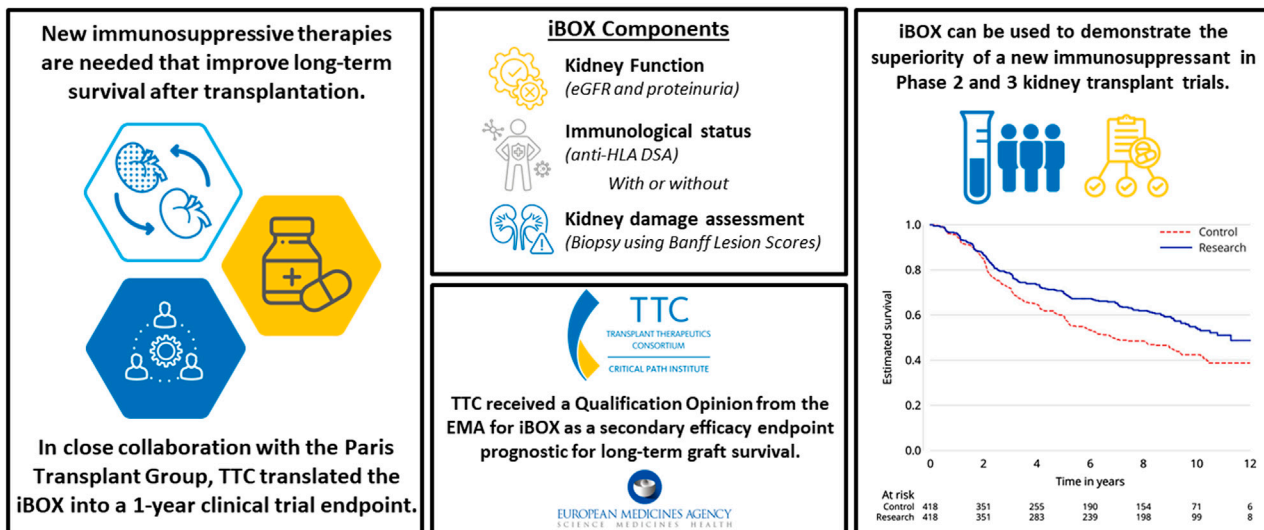 New immunosuppressive therapies
are needed that improve long-term
survival after transplantation.
In close collaboration with the Paris
Transplant Group, TTC translated the
iBOX into a 1-year clinical trial endpoint.
iBOX Components
Kidney Function
(eGFR and proteinuria)
Immunological status
(anti-HLA DSA)
With or without
Kidney damage assessment
(Biopsy using Banff Lesion Scores)
TTC
TRANSPLANT THERAPEUTICS
CONSORTIUM
CRITICAL PATH INSTITUTE
TTC received a Qualification Opinion from the
EMA for iBOX as a secondary efficacy endpoint
prognostic for long-term graft survival.
EUROPEAN MEDICINES AGENCY
SCIENCE MEDICINES HEALTH
iBOX can be used to demonstrate the
superiority of a new immunosuppressant in
Phase 2 and 3 kidney transplant trials.
Control
Research
Estimated survival
1.0
0.8
0.6
0.4
0.2
0.0
0 2 4 6 8 10 12
Time in years
At risk
Control 418 351 255 190 154 71 6
Research 418 351 283 239 198 99 8